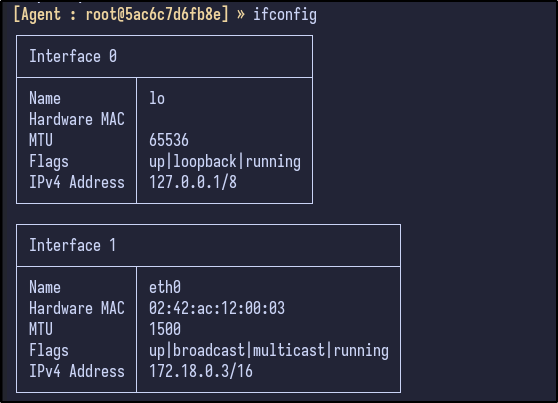 [Agent : root@5ac6c7d6fb8e] » ifconfig
Interface 0
Name lo
Hardware MAC
MTU 65536
Flags up|loopback|running
IPv4 Address 127.0.0.1/8
Interface 1
Name eth0
Hardware MAC 02:42:ac:12:00:03
MTU 1500
Flags up|broadcast|multicast|running
IPv4 Address 172.18.0.3/16